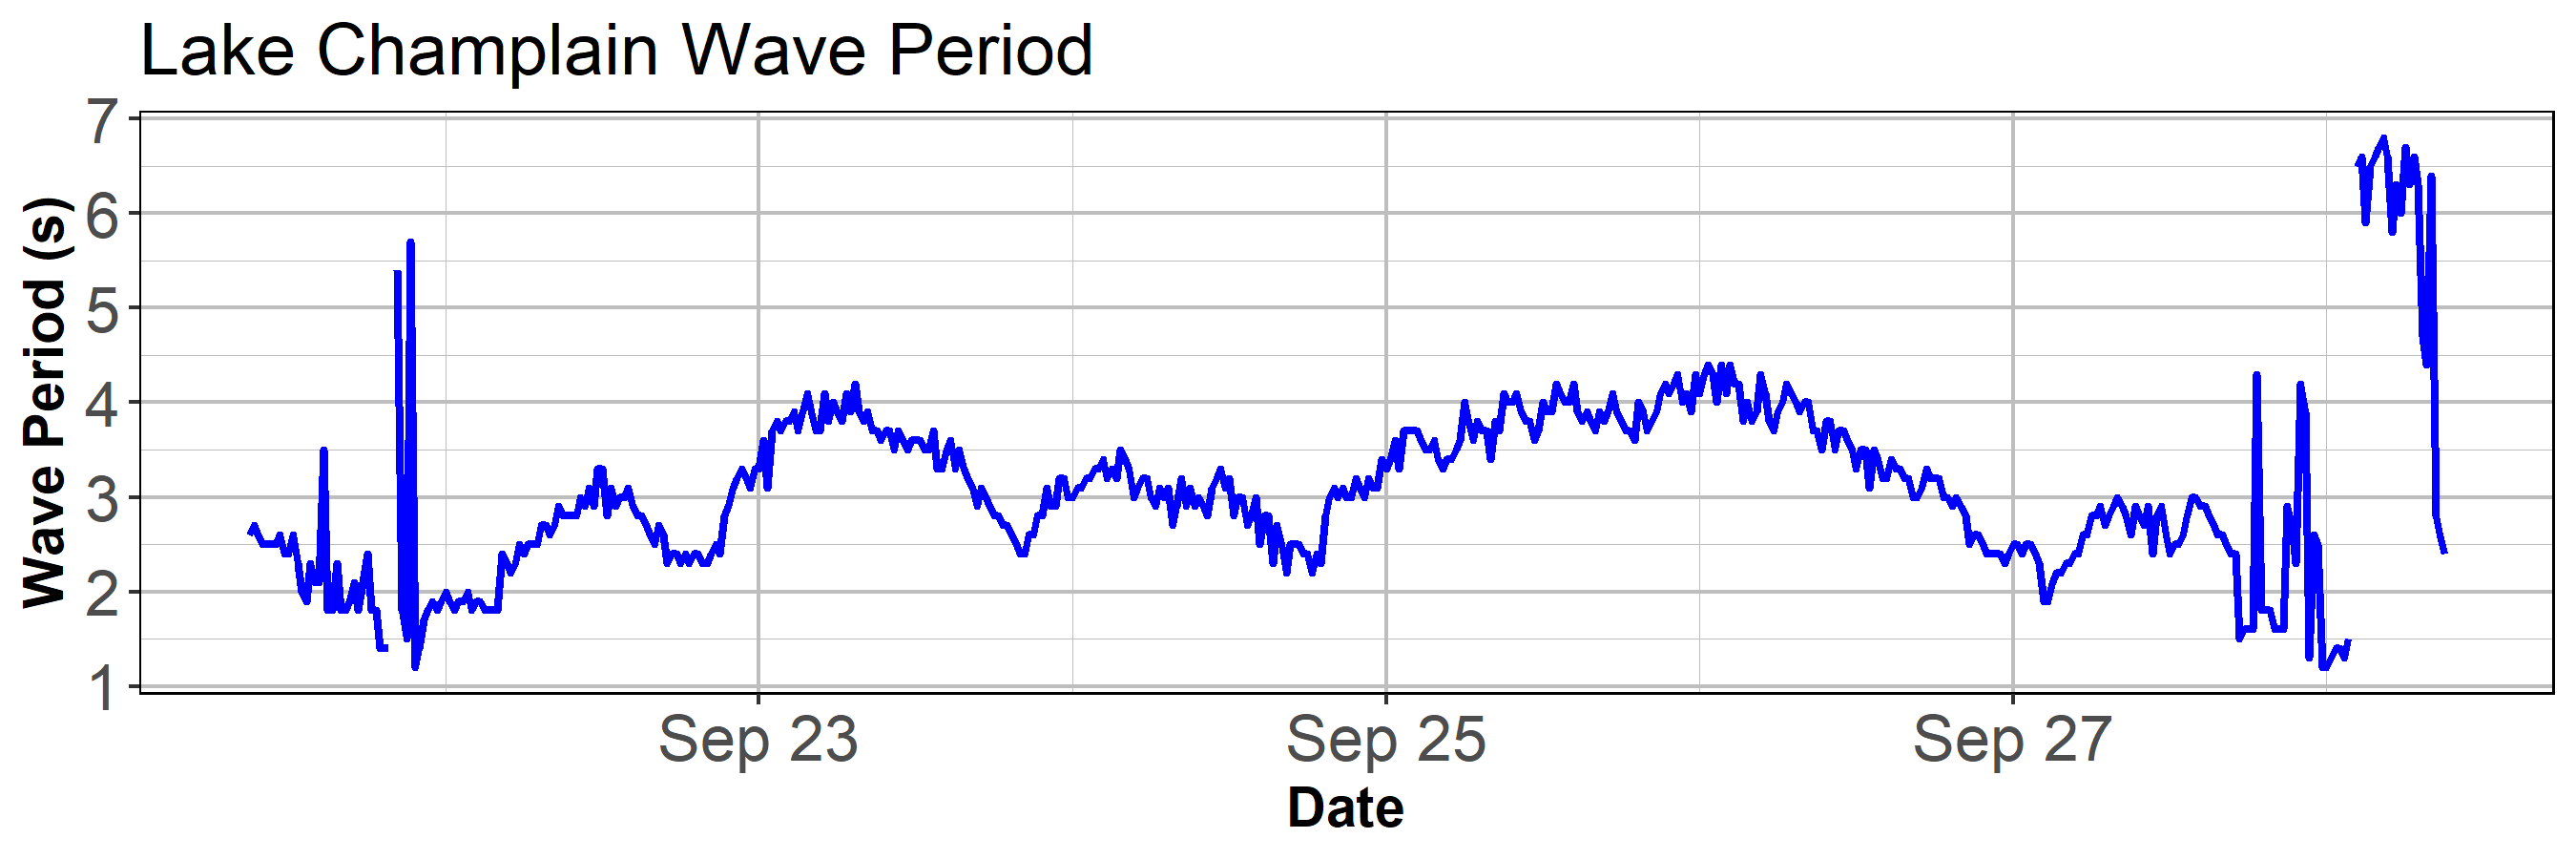 Lake Champlain Wave Period
7
6
5
4
3
2
1
Wave Period (s)
Sep 23
Sep 25
Sep 27
Date